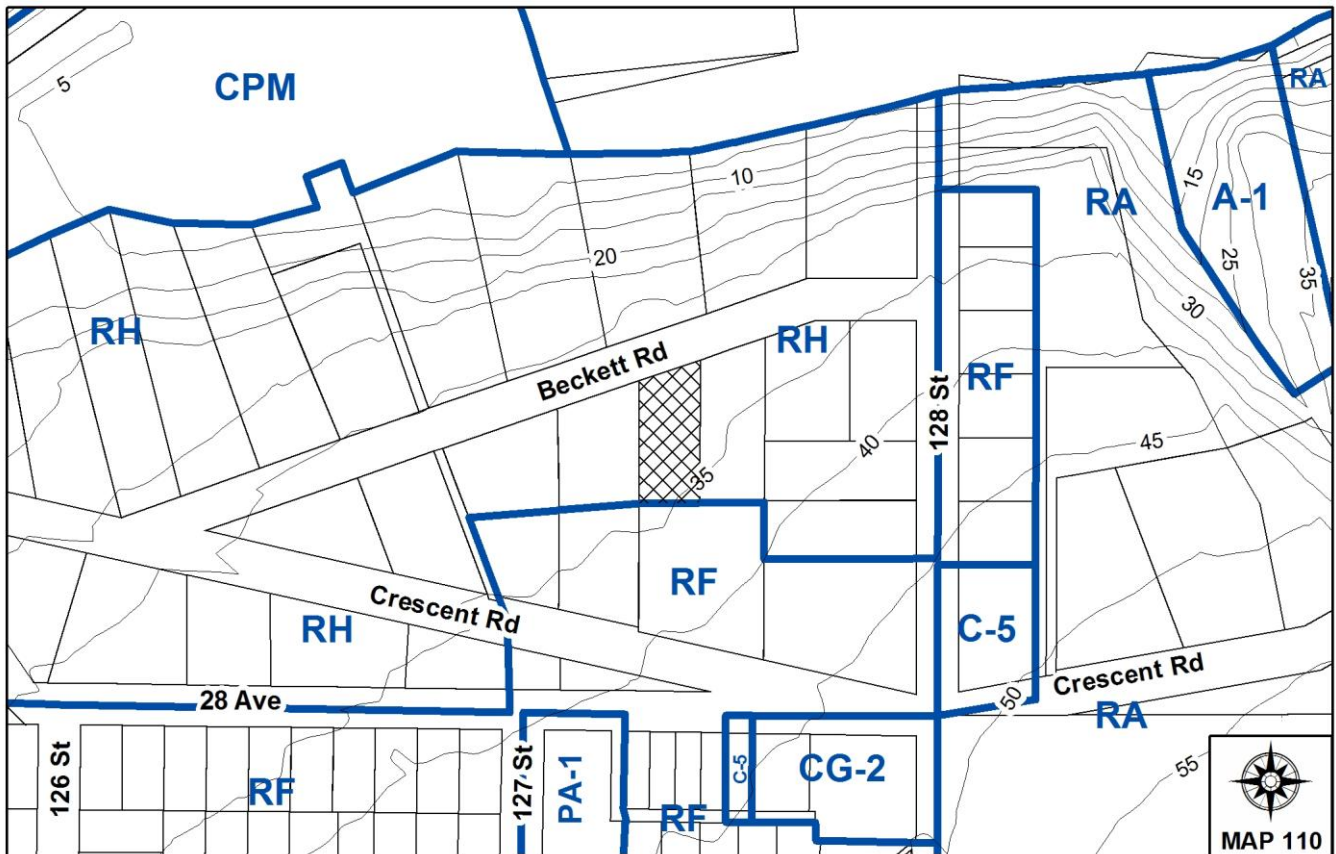 CPM
5
RA
10
15
A-1
RA
20
25
35
30
RH
RH
Beckett Rd
128 St
RF
40
45
35
RF
Crescent Rd
RH
C-5
Crescent Rd
50
RA
28 Ave
55
126 St
RF
127 St
PA-1
RF
C-5
CG-2
MAP 110